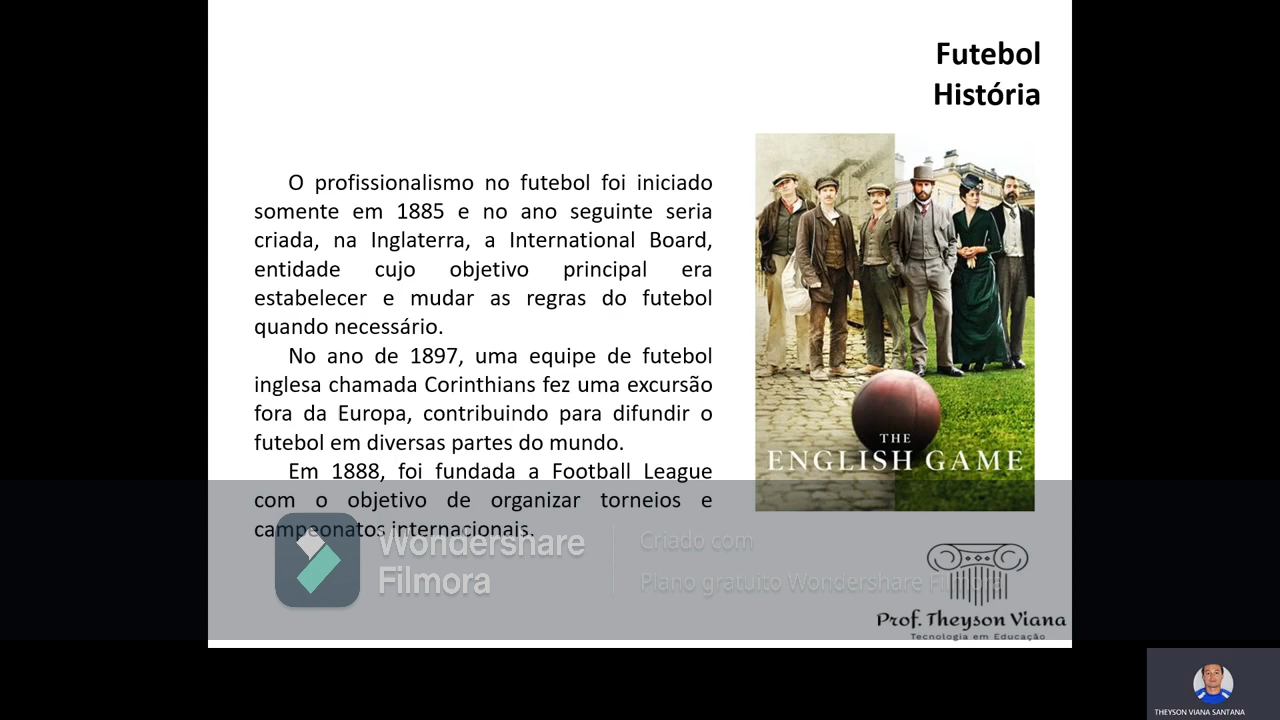 Futebol
História
O profissionalismo no futebol foi iniciado
somente em 1885 e no ano seguinte seria
criada, na Inglaterra, a International Board,
entidade cujo objetivo principal era
estabelecer e mudar as regras do futebol
quando necessário.
No ano de 1897, uma equipe de futebol
inglesa chamada Corinthians fez uma excursão
fora da Europa, contribuindo para difundir o
futebol em diversas partes do mundo.
Em 1888, foi fundada a Football League
com o objetivo de organizar torneios e
campeonatos internacionais.
THE
ENGLISH GAME
Wondershare
Filmora
Criado com
Plano gratuito Wondershare Filmora
Prof. Theyson Viana
Tecnologia em Educação
THEYSON VIANA SANTANA